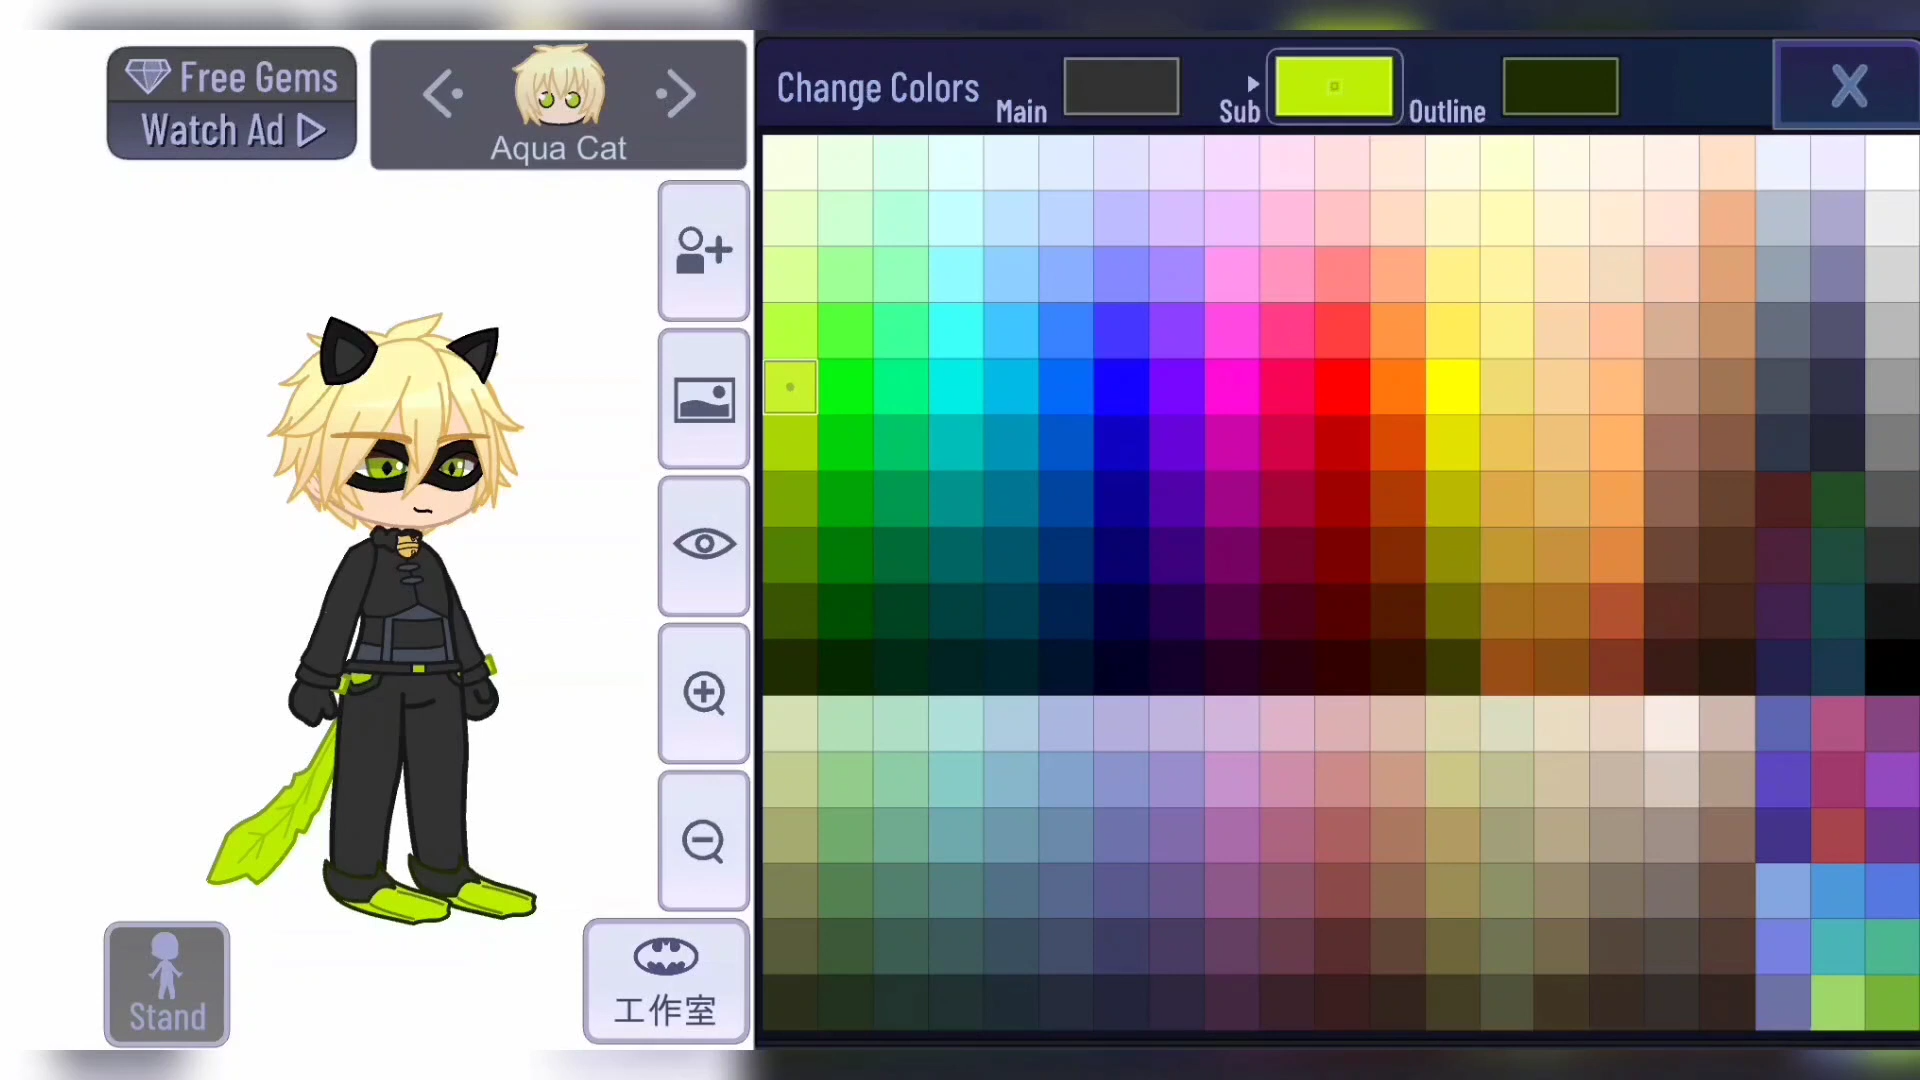 Free Gems
Watch Ad
Aqua Cat
Change Colors
Main
Sub
Outline
X
Stand
工作室